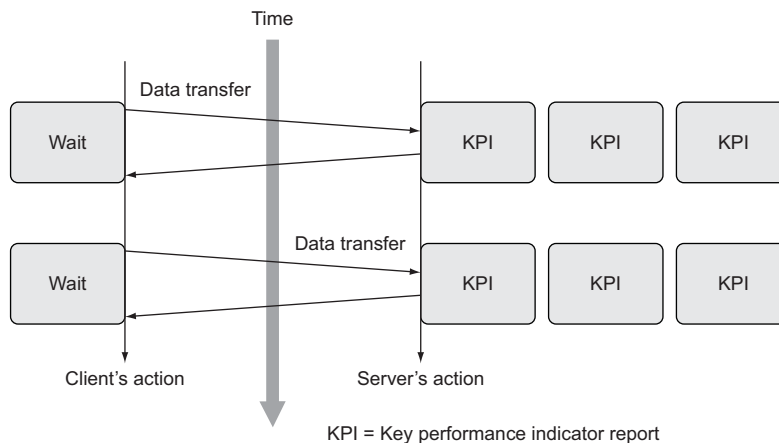 Time
Data transfer
Wait
KPI
KPI
KPI
Data transfer
Wait
KPI
KPI
KPI
Client's action
Server's action
KPI = Key performance indicator report